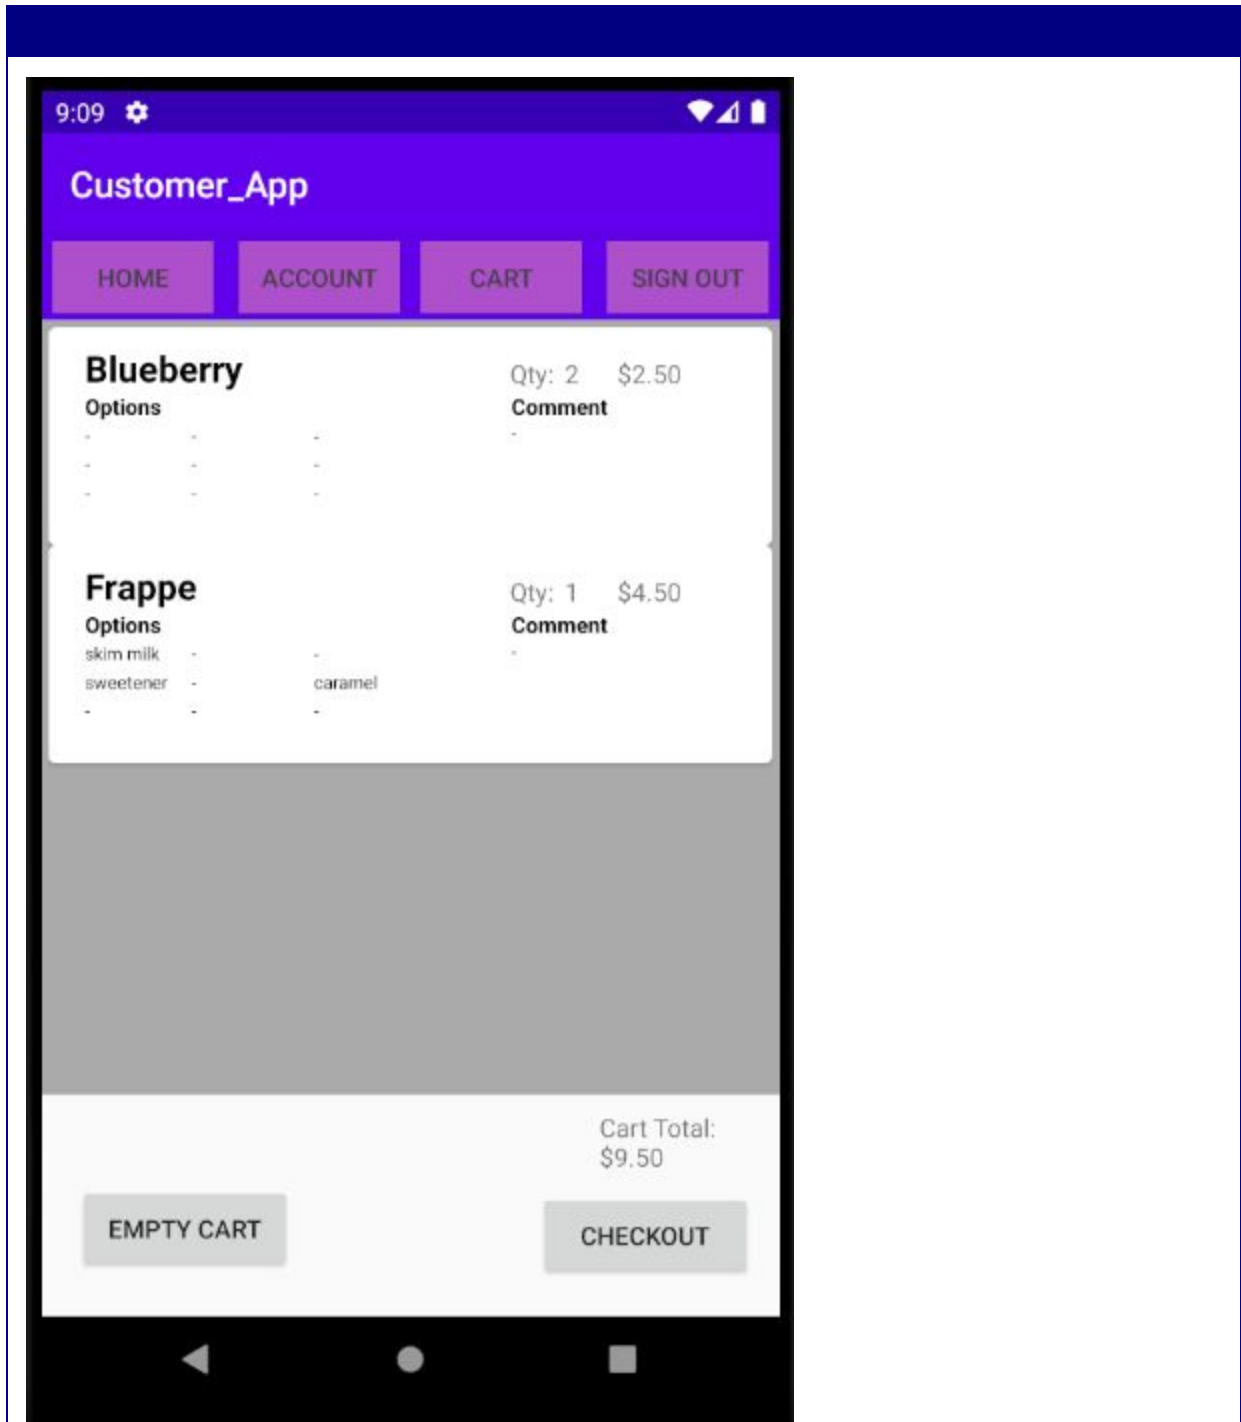 9:09
Customer_App
HOME ACCOUNT CART SIGN OUT
Blueberry Qty: 2 $2.50
Options Comment
- - - -
- - -
- - -
Frappe Qty: 1 $4.50
Options Comment
skim milk - - -
sweetener - caramel
- - -
Cart Total:
$9.50
EMPTY CART CHECKOUT